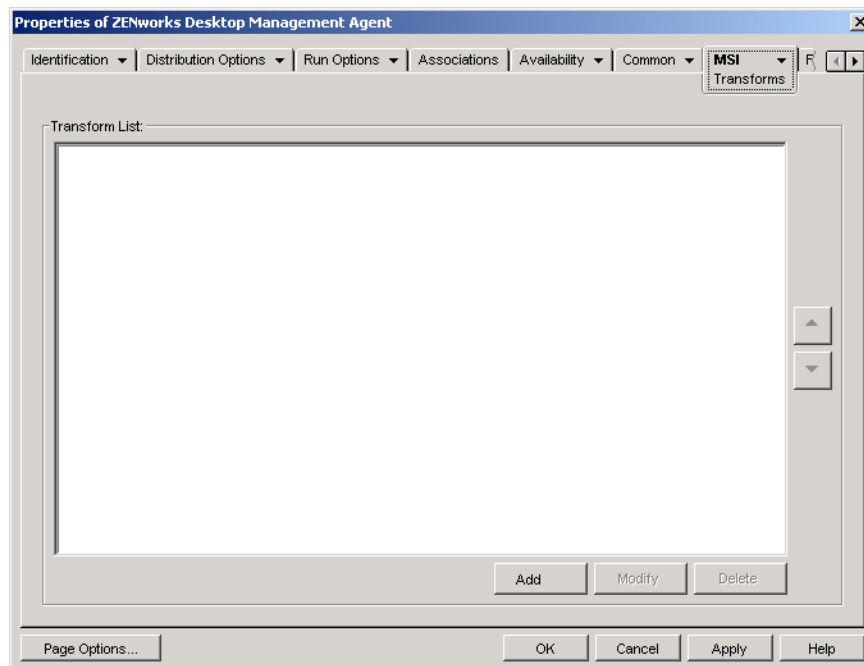 Properties of ZENworks Desktop Management Agent
Identification Distribution Options Run Options Associations Availability Common MSI
Transforms
Transform List:
Add Modify Delete
Page Options... OK Cancel Apply Help